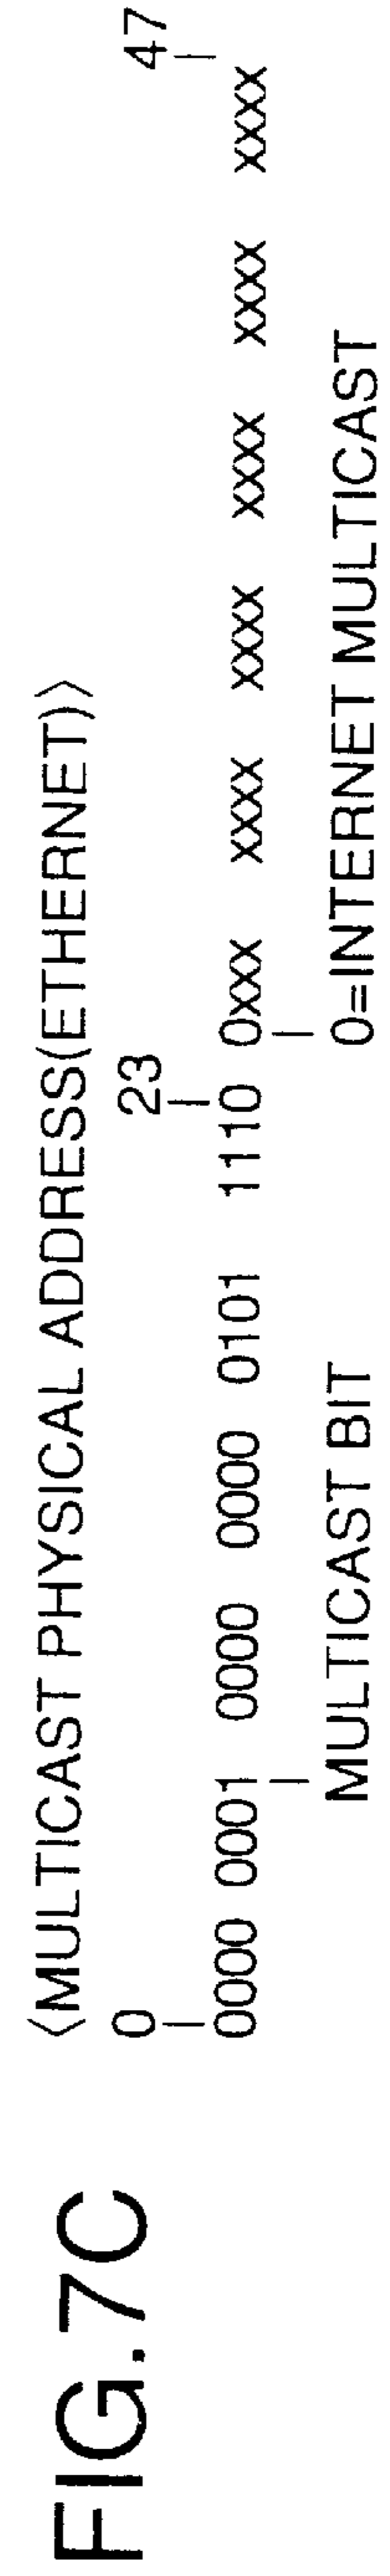 FIG.7C
〈MULTICAST PHYSICAL ADDRESS(ETHERNET)〉
0 23 47
0000 0001 0000 0000 0101 1110 0xxx xxxx xxxx xxxx xxxx xxxx
MULTICAST BIT 0=INTERNET MULTICAST